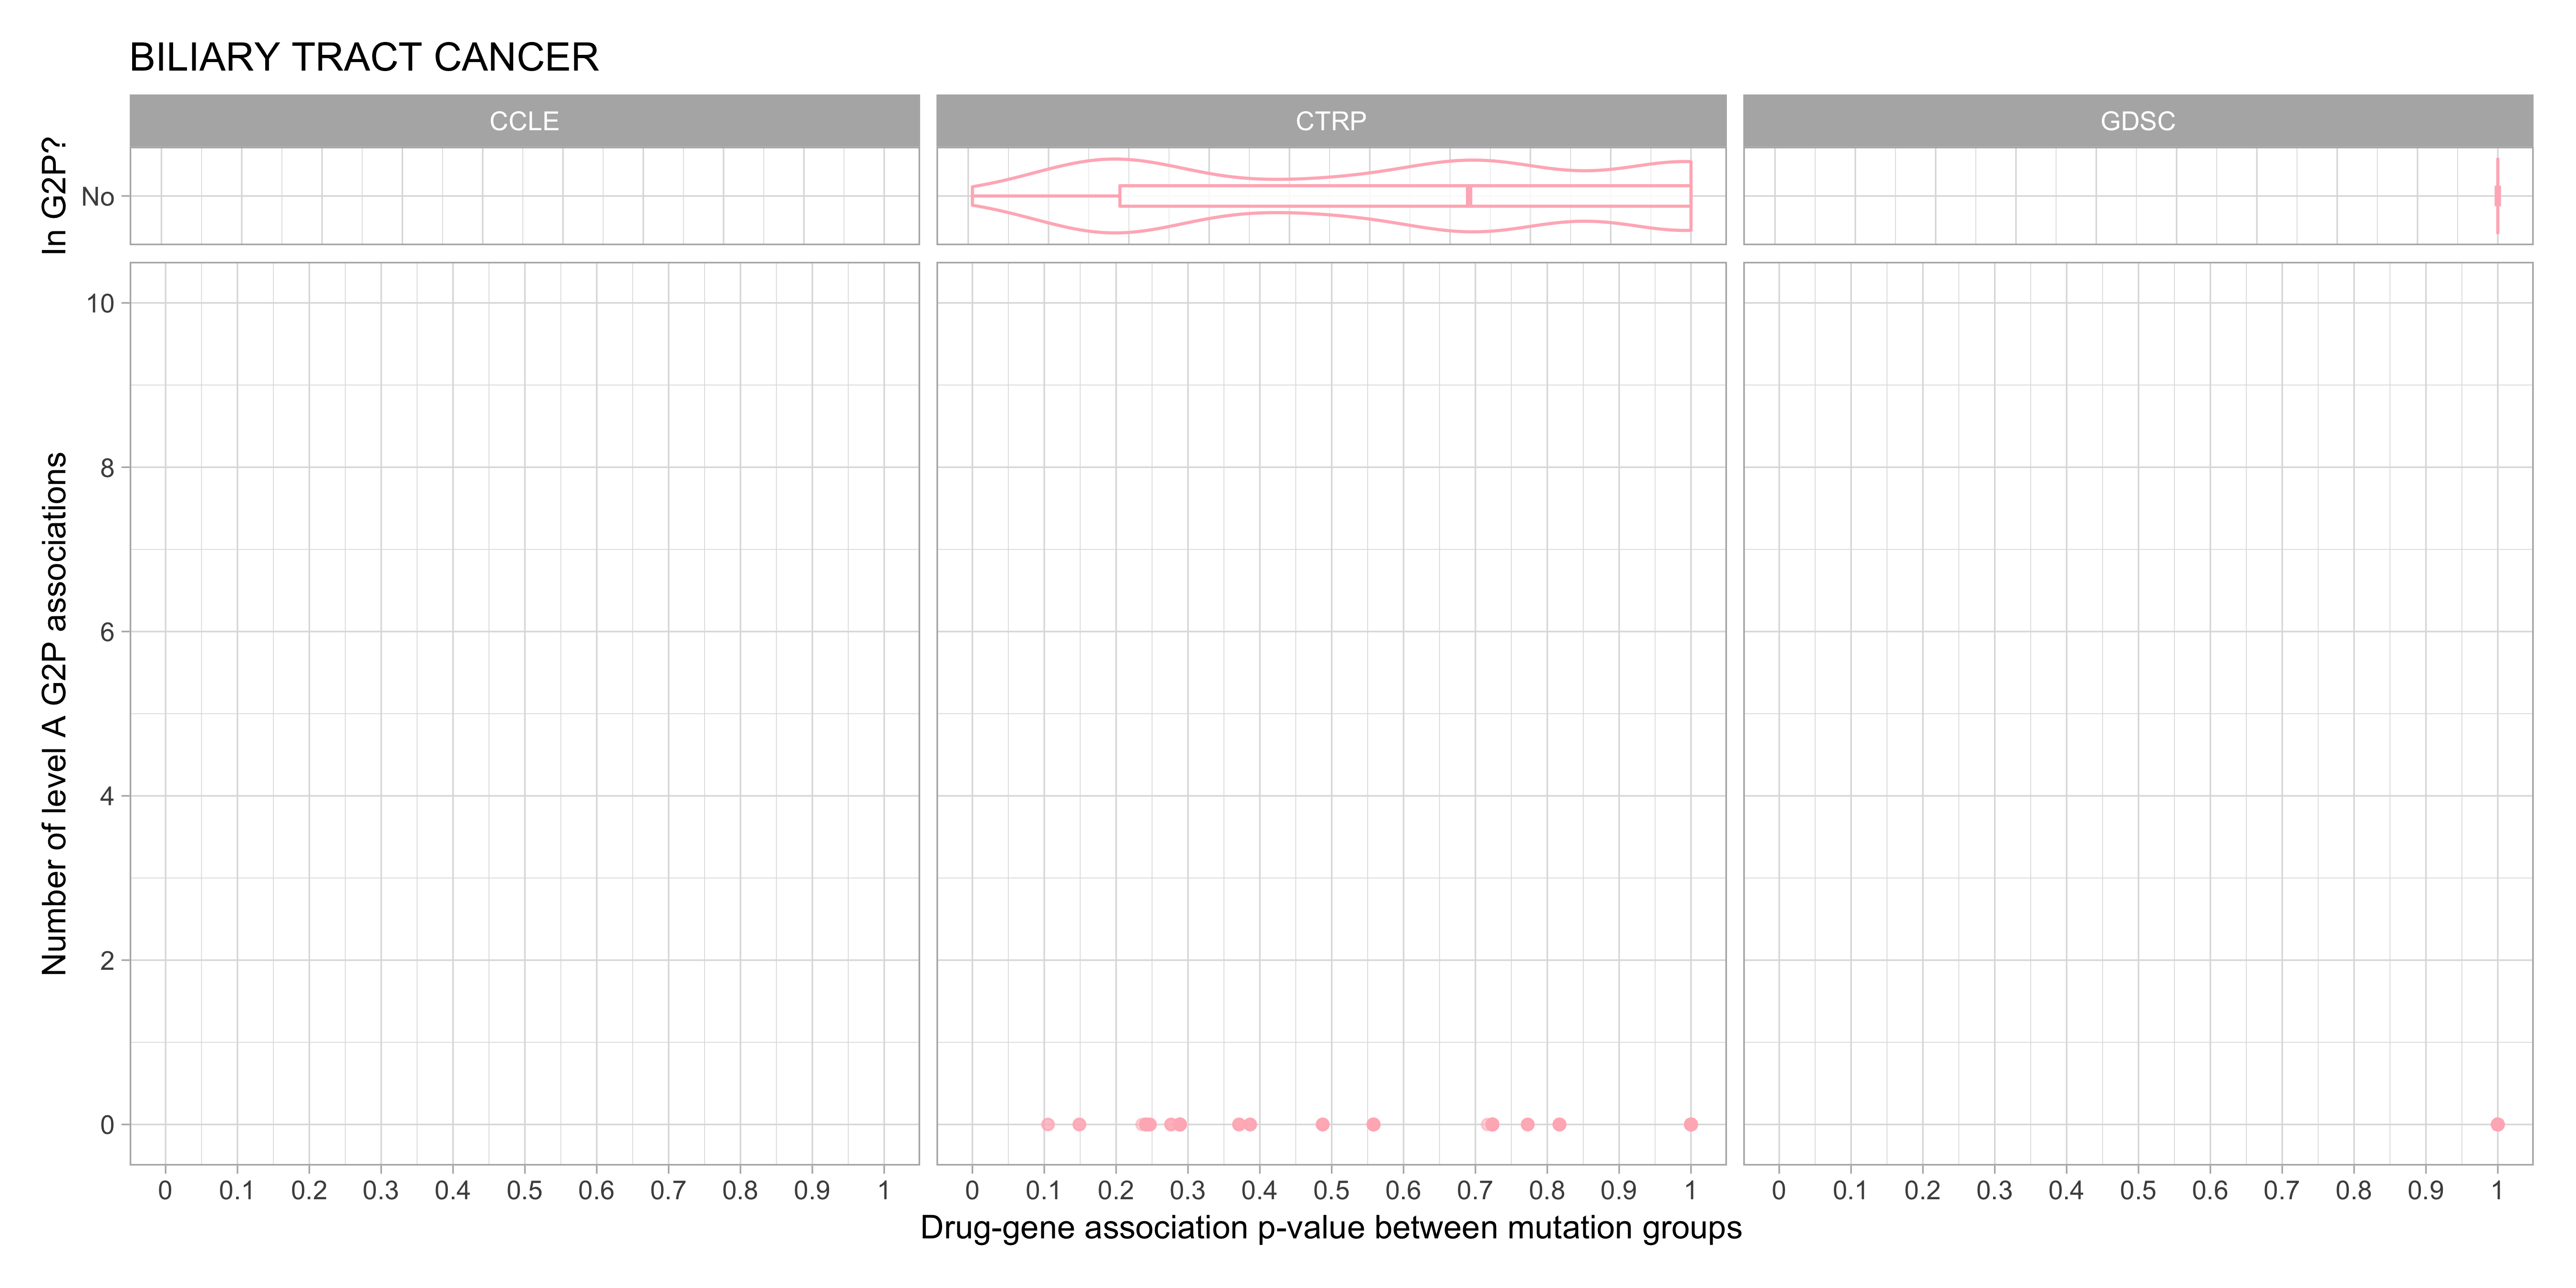 BILIARY TRACT CANCER
CCLE
CTRP
GDSC
In G2P?
No
Number of level A G2P associations
10
8
6
4
2
0
0 0.1 0.2 0.3 0.4 0.5 0.6 0.7 0.8 0.9 1
0 0.1 0.2 0.3 0.4 0.5 0.6 0.7 0.8 0.9 1
0 0.1 0.2 0.3 0.4 0.5 0.6 0.7 0.8 0.9 1
Drug-gene association p-value between mutation groups